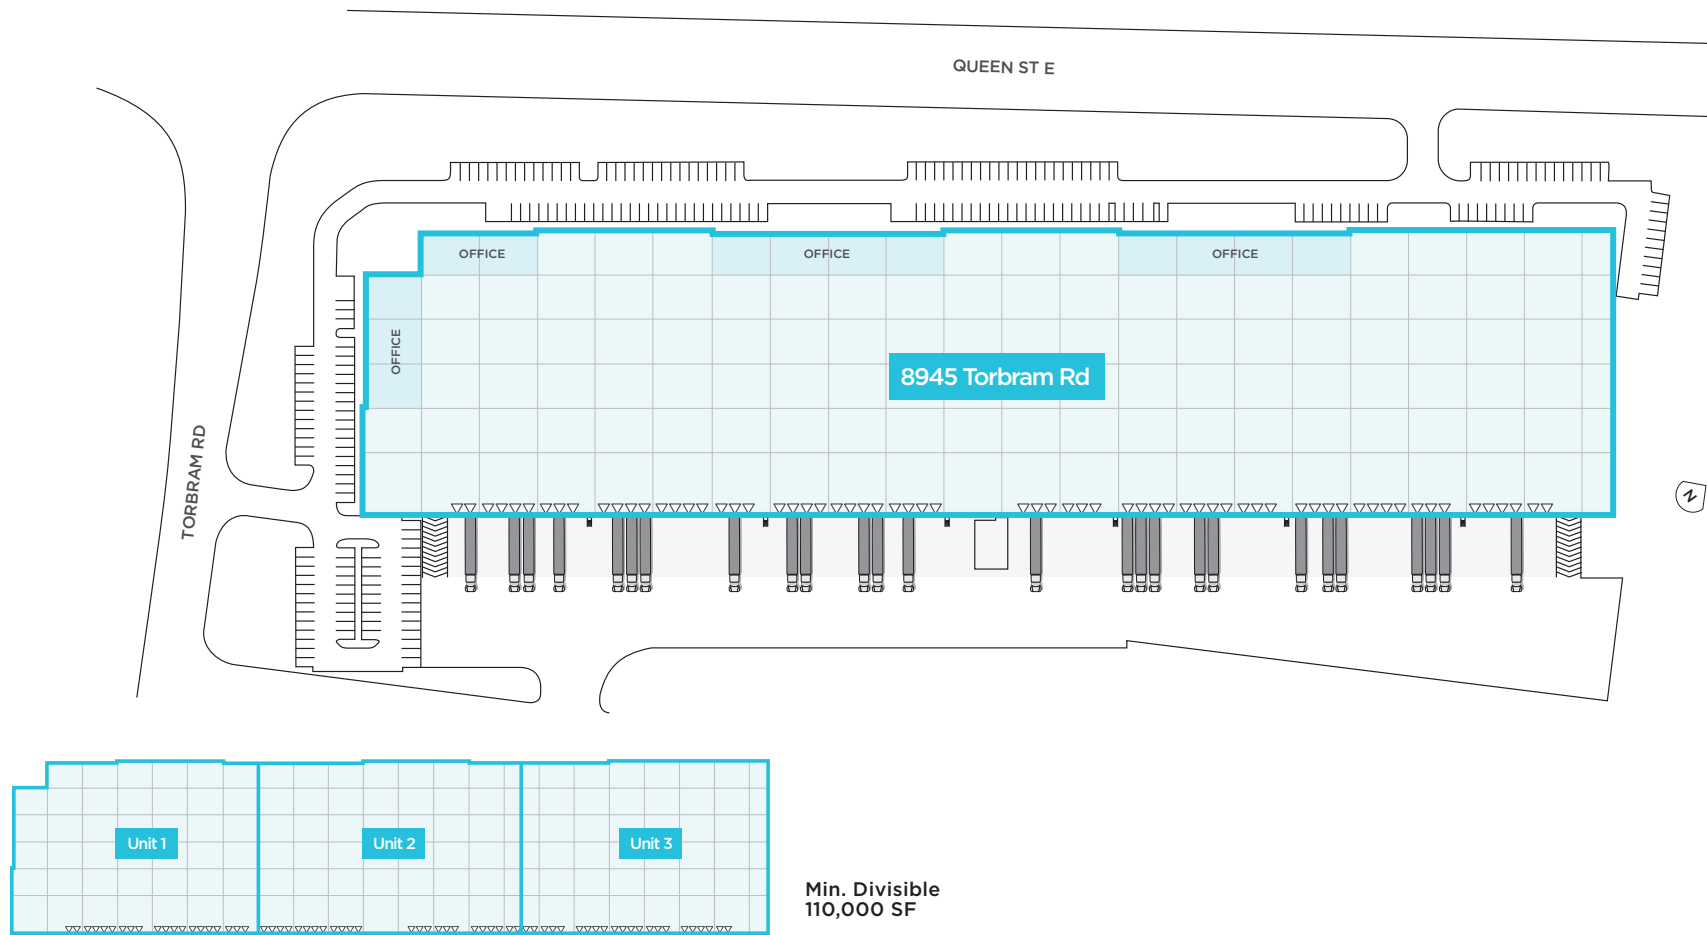 QUEEN ST E
OFFICE
OFFICE
OFFICE
OFFICE
8945 Torbram Rd
TORBRAM RD
N
Unit 1
Unit 2
Unit 3
Min. Divisible
110,000 SF